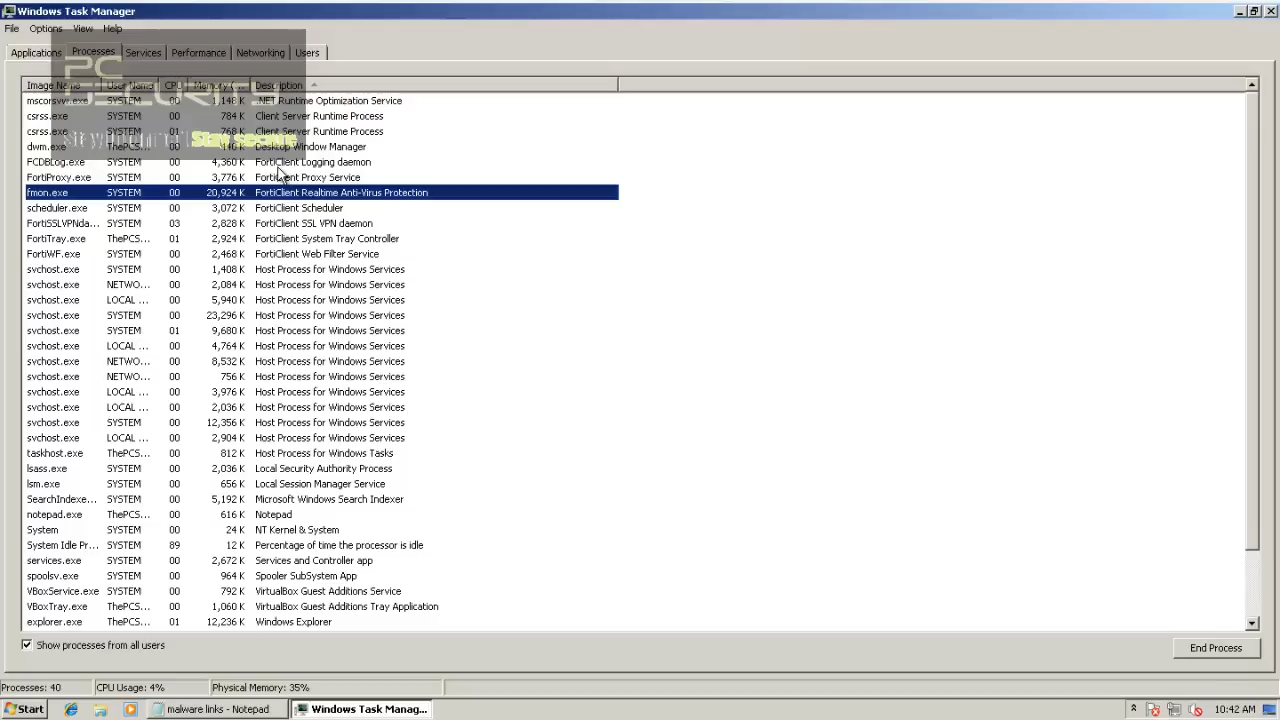 Windows Task Manager
File Options View Help
Applications Processes Services Performance Networking Users
PC
SECURITY
Image Name User Name CPU Memory (... Description
mscorsvw.exe SYSTEM 00 1,148 K .NET Runtime Optimization Service
csrss.exe SYSTEM 00 784 K Client Server Runtime Process
csrss.exe SYSTEM 01 768 K Client Server Runtime Process
Stay secure
dwm.exe 140 K Desktop Window Manager
FCDBLog.exe SYSTEM 00 4,360 K FortiClient Logging daemon
FortiProxy.exe SYSTEM 00 3,776 K FortiClient Proxy Service
fmon.exe SYSTEM 00 20,924 K FortiClient Realtime Anti-Virus Protection
scheduler.exe SYSTEM 00 3,072 K FortiClient Scheduler
FortiSSLVPNda... SYSTEM 03 2,828 K FortiClient SSL VPN daemon
FortiTray.exe ThePCS... 01 2,924 K FortiClient System Tray Controller
FortiWF.exe SYSTEM 00 2,468 K FortiClient Web Filter Service
svchost.exe SYSTEM 00 1,408 K Host Process for Windows Services
svchost.exe NETWO... 00 2,084 K Host Process for Windows Services
svchost.exe LOCAL ... 00 5,940 K Host Process for Windows Services
svchost.exe SYSTEM 00 23,296 K Host Process for Windows Services
svchost.exe SYSTEM 01 9,680 K Host Process for Windows Services
svchost.exe LOCAL ... 00 4,764 K Host Process for Windows Services
svchost.exe NETWO... 00 8,532 K Host Process for Windows Services
svchost.exe NETWO... 00 756 K Host Process for Windows Services
svchost.exe LOCAL ... 00 3,976 K Host Process for Windows Services
svchost.exe LOCAL ... 00 2,036 K Host Process for Windows Services
svchost.exe SYSTEM 00 12,356 K Host Process for Windows Services
svchost.exe LOCAL ... 00 2,904 K Host Process for Windows Services
taskhost.exe ThePCS... 00 812 K Host Process for Windows Tasks
lsass.exe SYSTEM 00 2,036 K Local Security Authority Process
lsm.exe SYSTEM 00 656 K Local Session Manager Service
SearchIndexe... SYSTEM 00 5,192 K Microsoft Windows Search Indexer
notepad.exe ThePCS... 00 616 K Notepad
System SYSTEM 00 24 K NT Kernel & System
System Idle Pr... SYSTEM 89 12 K Percentage of time the processor is idle
services.exe SYSTEM 00 2,672 K Services and Controller app
spoolsv.exe SYSTEM 00 964 K Spooler SubSystem App
VBoxService.exe SYSTEM 00 792 K VirtualBox Guest Additions Service
VBoxTray.exe ThePCS... 00 1,060 K VirtualBox Guest Additions Tray Application
explorer.exe ThePCS... 01 12,236 K Windows Explorer
Show processes from all users End Process
Processes: 40 CPU Usage: 4% Physical Memory: 35%
Start malware links - Notepad Windows Task Manag... 10:42 AM